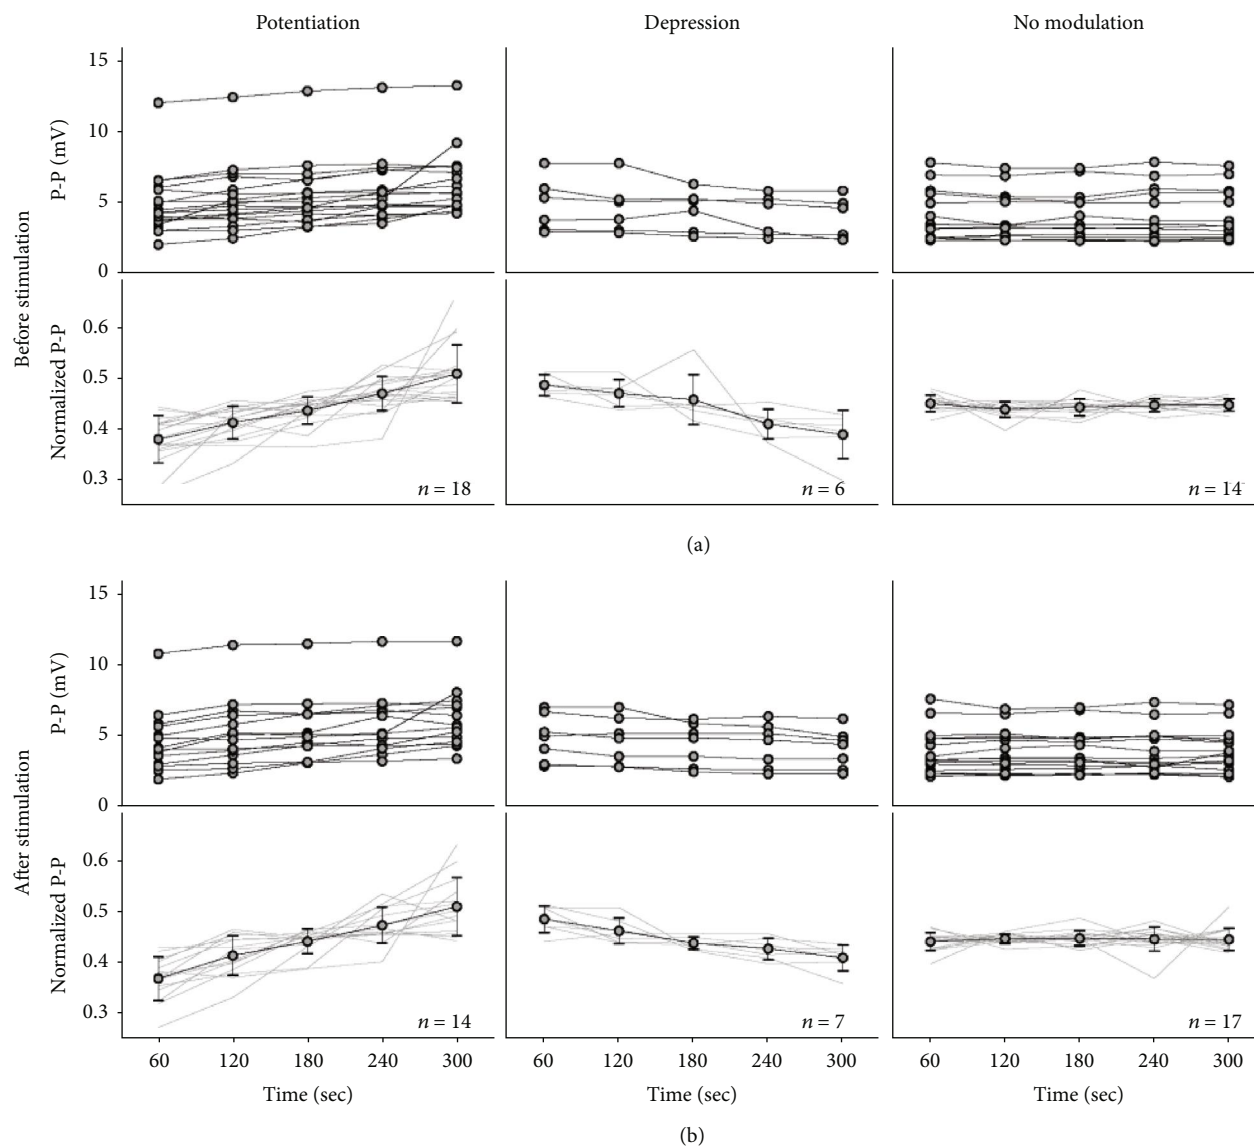 Potentiation Depression No modulation
Before stimulation
P-P (mV)
15
10
5
0
Normalized P-P
0.6
0.5
0.4
0.3
n = 18
n = 6
n = 14
(a)
After stimulation
P-P (mV)
15
10
5
0
Normalized P-P
0.6
0.5
0.4
0.3
n = 14
n = 7
n = 17
60 120 180 240 300 60 120 180 240 300 60 120 180 240 300
Time (sec) Time (sec) Time (sec)
(b)